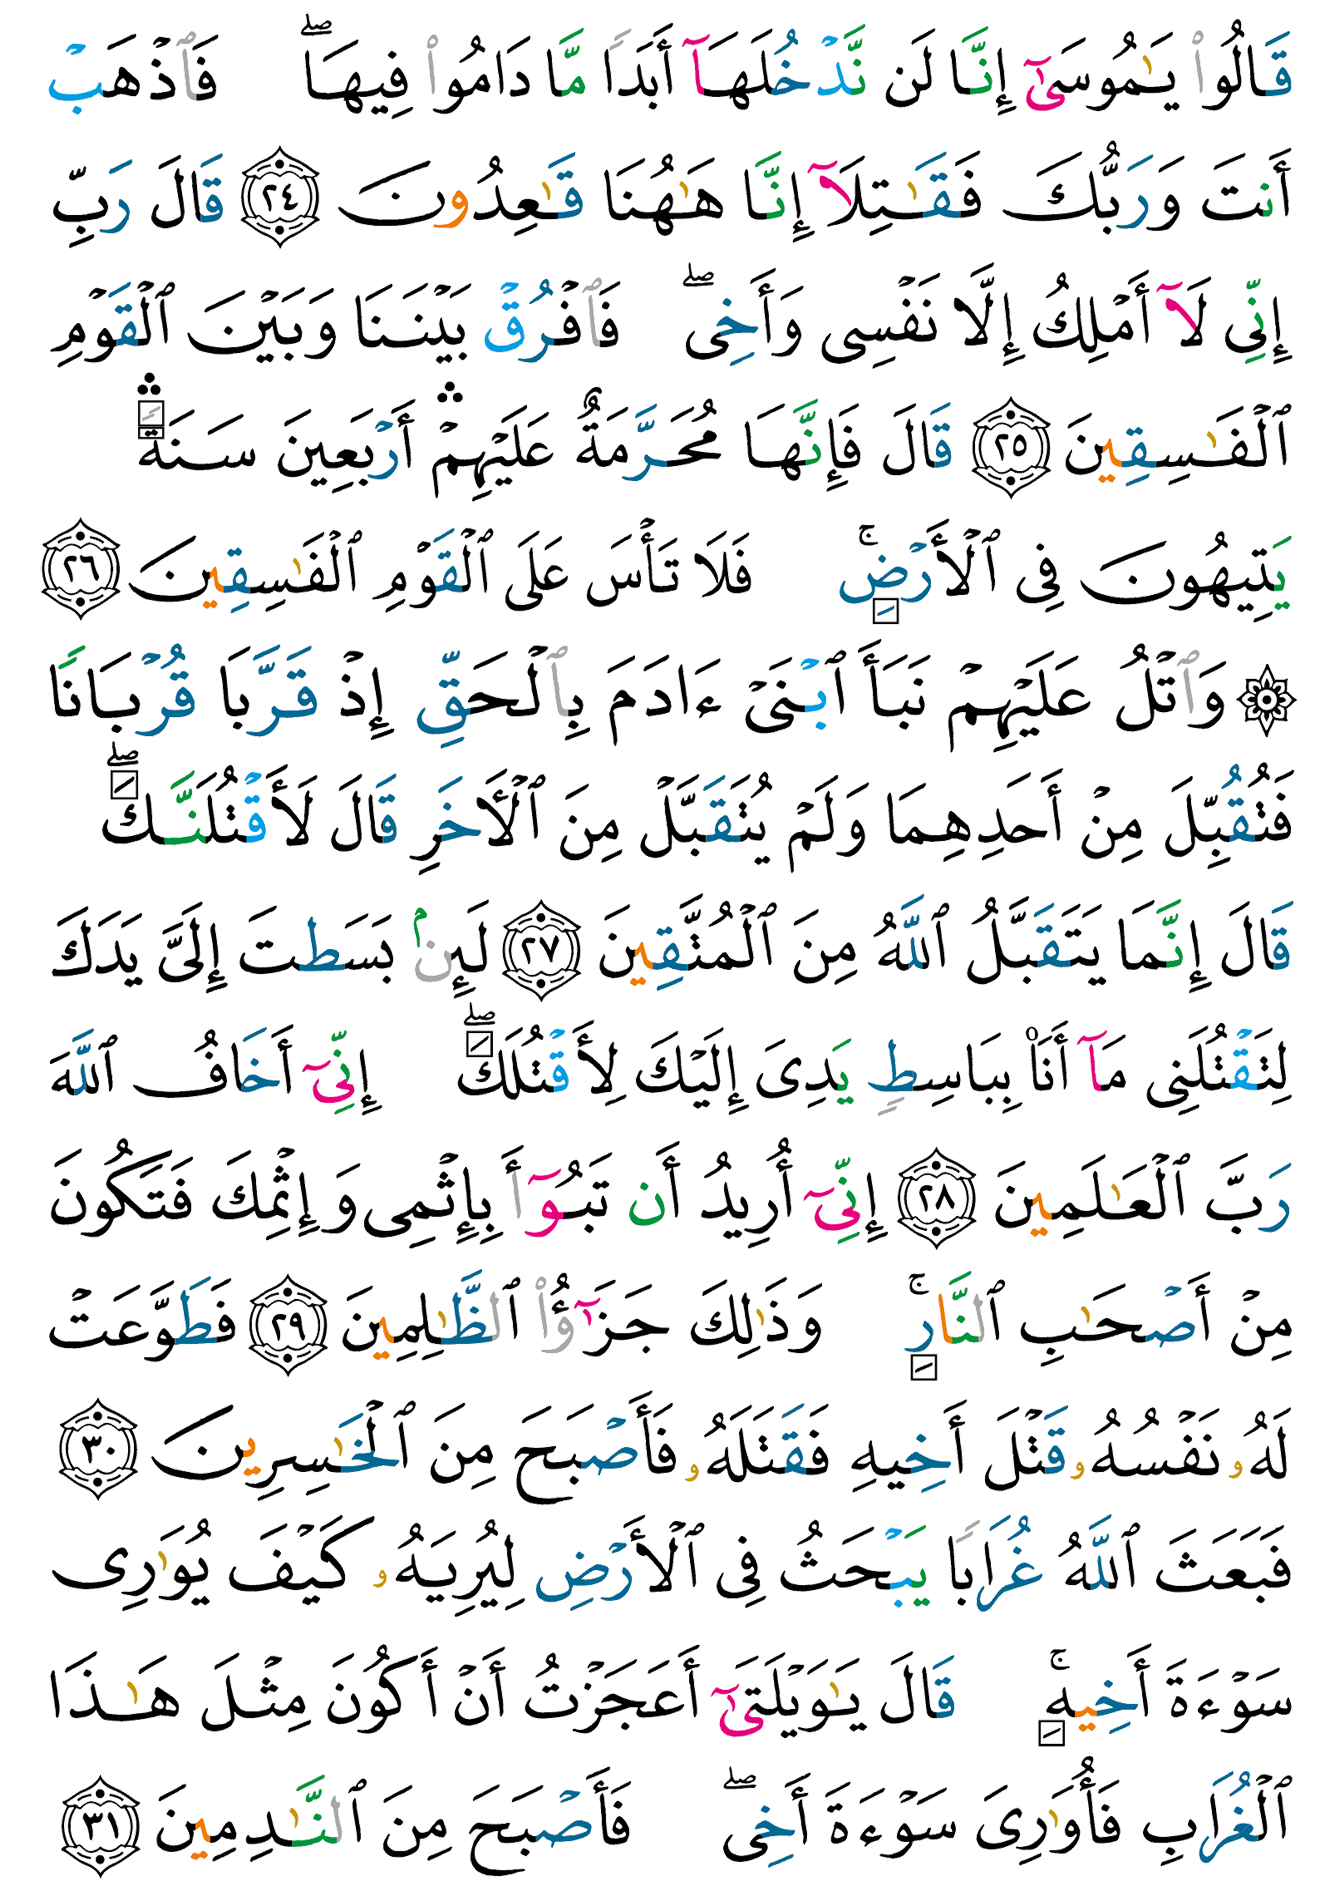 قَالُوا۟ يَـٰمُوسَىٰٓ إِنَّا لَن نَّدْخُلَهَآ أَبَدًا مَّا دَامُوا۟ فِيهَا ۖ فَٱذْهَبْ
أَنتَ وَرَبُّكَ فَقَـٰتِلَآ إِنَّا هَـٰهُنَا قَـٰعِدُونَ ٢٤ قَالَ رَبِّ
إِنِّى لَآ أَمْلِكُ إِلَّا نَفْسِى وَأَخِى ۖ فَٱفْرُقْ بَيْنَنَا وَبَيْنَ ٱلْقَوْمِ
ٱلْفَـٰسِقِينَ ٢٥ قَالَ فَإِنَّهَا مُحَرَّمَةٌ عَلَيْهِمْ ۛ أَرْبَعِينَ سَنَةً ۛ
يَتِيهُونَ فِى ٱلْأَرْضِ ۚ فَلَا تَأْسَ عَلَى ٱلْقَوْمِ ٱلْفَـٰسِقِينَ ٢٦
۞ وَٱتْلُ عَلَيْهِمْ نَبَأَ ٱبْنَىْ ءَادَمَ بِٱلْحَقِّ إِذْ قَرَّبَا قُرْبَانًا
فَتُقُبِّلَ مِنْ أَحَدِهِمَا وَلَمْ يُتَقَبَّلْ مِنَ ٱلْـَٔاخَرِ قَالَ لَأَقْتُلَنَّكَ ۖ
قَالَ إِنَّمَا يَتَقَبَّلُ ٱللَّهُ مِنَ ٱلْمُتَّقِينَ ٢٧ لَئِنۢ بَسَطتَ إِلَىَّ يَدَكَ
لِتَقْتُلَنِى مَآ أَنَا۠ بِبَاسِطٍ يَدِىَ إِلَيْكَ لِأَقْتُلَكَ ۖ إِنِّىٓ أَخَافُ ٱللَّهَ
رَبَّ ٱلْعَـٰلَمِينَ ٢٨ إِنِّىٓ أُرِيدُ أَن تَبُوٓأَ بِإِثْمِى وَإِثْمِكَ فَتَكُونَ
مِنْ أَصْحَـٰبِ ٱلنَّارِ ۚ وَذَٰلِكَ جَزَٰٓؤُا۟ ٱلظَّـٰلِمِينَ ٢٩ فَطَوَّعَتْ
لَهُۥ نَفْسُهُۥ قَتْلَ أَخِيهِ فَقَتَلَهُۥ فَأَصْبَحَ مِنَ ٱلْخَـٰسِرِينَ ٣٠
فَبَعَثَ ٱللَّهُ غُرَابًا يَبْحَثُ فِى ٱلْأَرْضِ لِيُرِيَهُۥ كَيْفَ يُوَٰرِى
سَوْءَةَ أَخِيهِ ۚ قَالَ يَـٰوَيْلَتَىٰٓ أَعَجَزْتُ أَنْ أَكُونَ مِثْلَ هَـٰذَا
ٱلْغُرَابِ فَأُوَٰرِىَ سَوْءَةَ أَخِى ۖ فَأَصْبَحَ مِنَ ٱلنَّـٰدِمِينَ ٣١